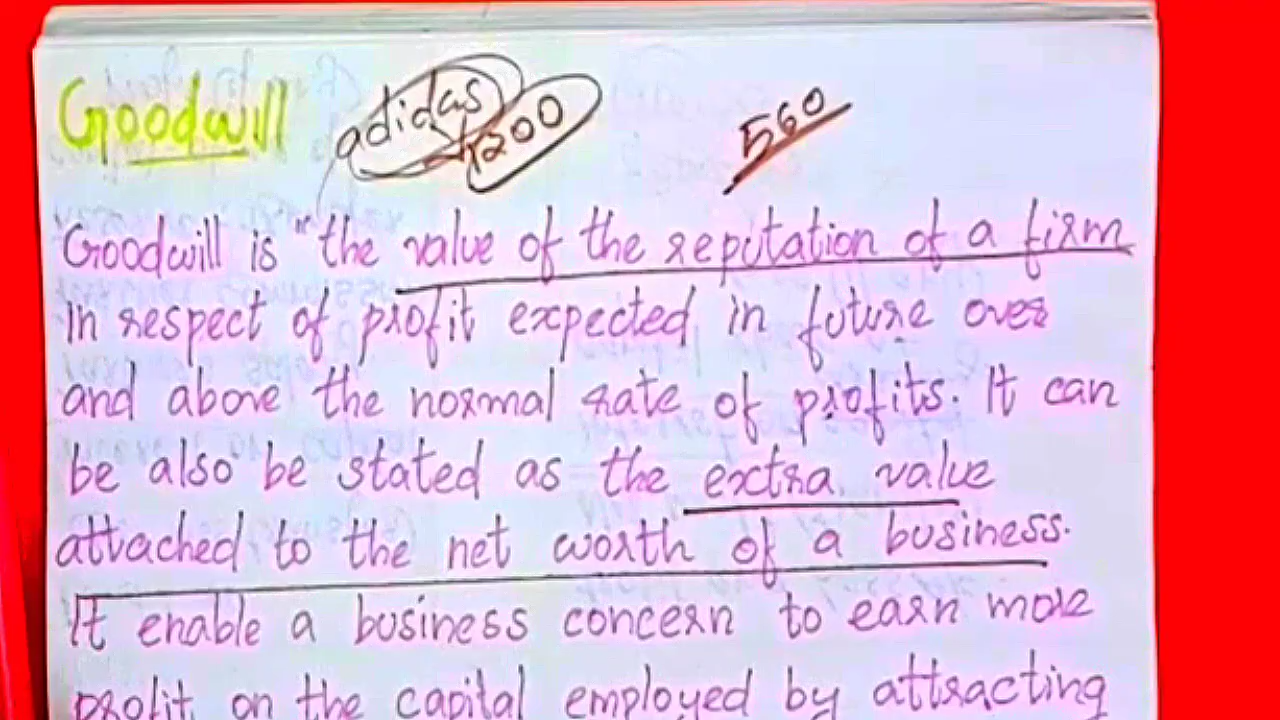 Goodwill adidas 1200 560
Goodwill is "the value of the reputation of a firm
in respect of profit expected in future over
and above the normal rate of profits. It can
be also be stated as the extra value
attached to the net worth of a business.
It enable a business concern to earn more
profit on the capital employed by attracting